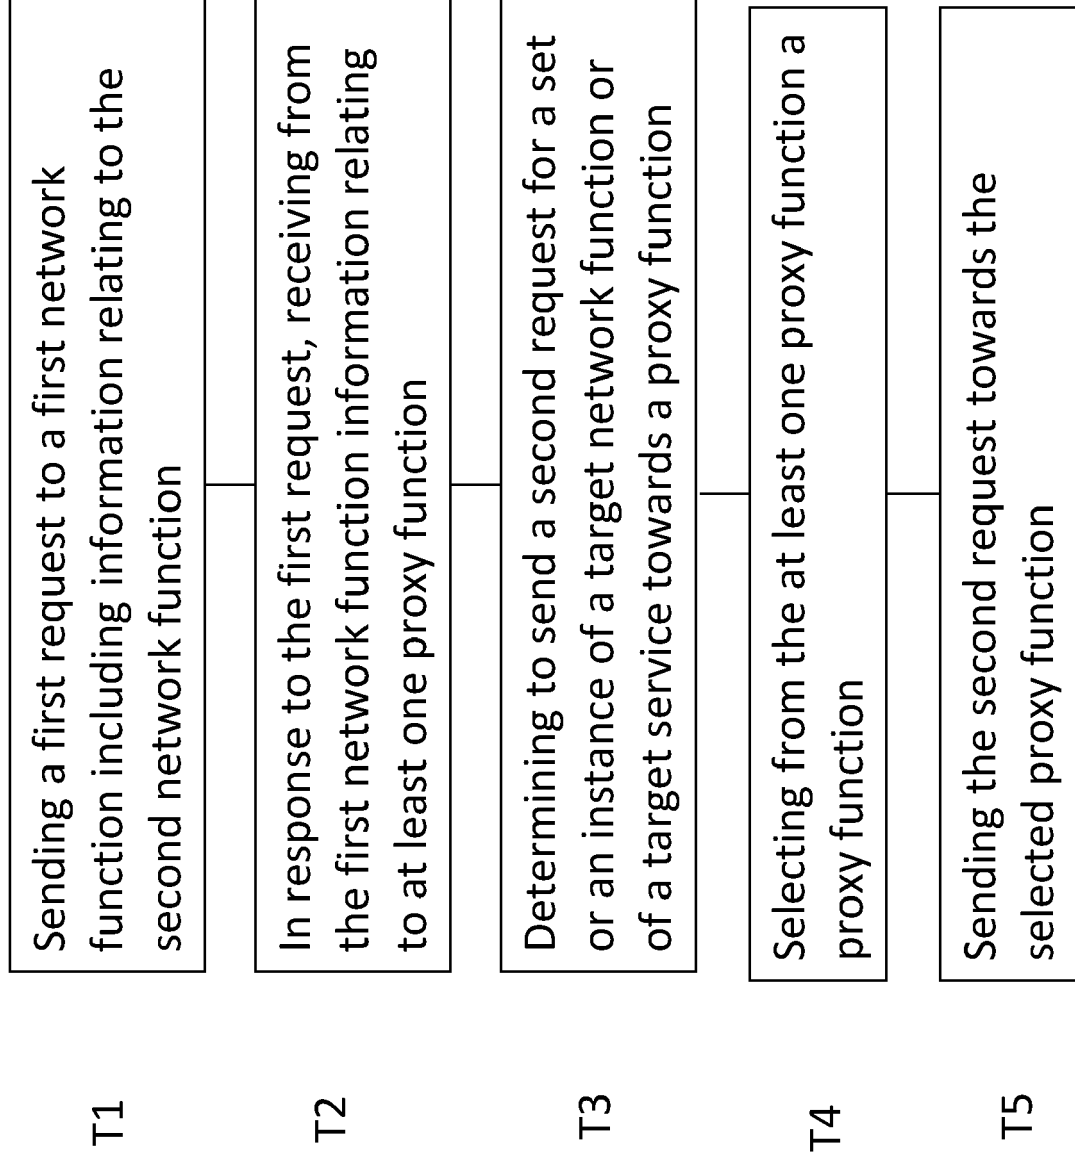 T1
Sending a first request to a first network
function including information relating to the
second network function
T2
In response to the first request, receiving from
the first network function information relating
to at least one proxy function
T3
Determining to send a second request for a set
or an instance of a target network function or
of a target service towards a proxy function
T4
Selecting from the at least one proxy function a
proxy function
T5
Sending the second request towards the
selected proxy function